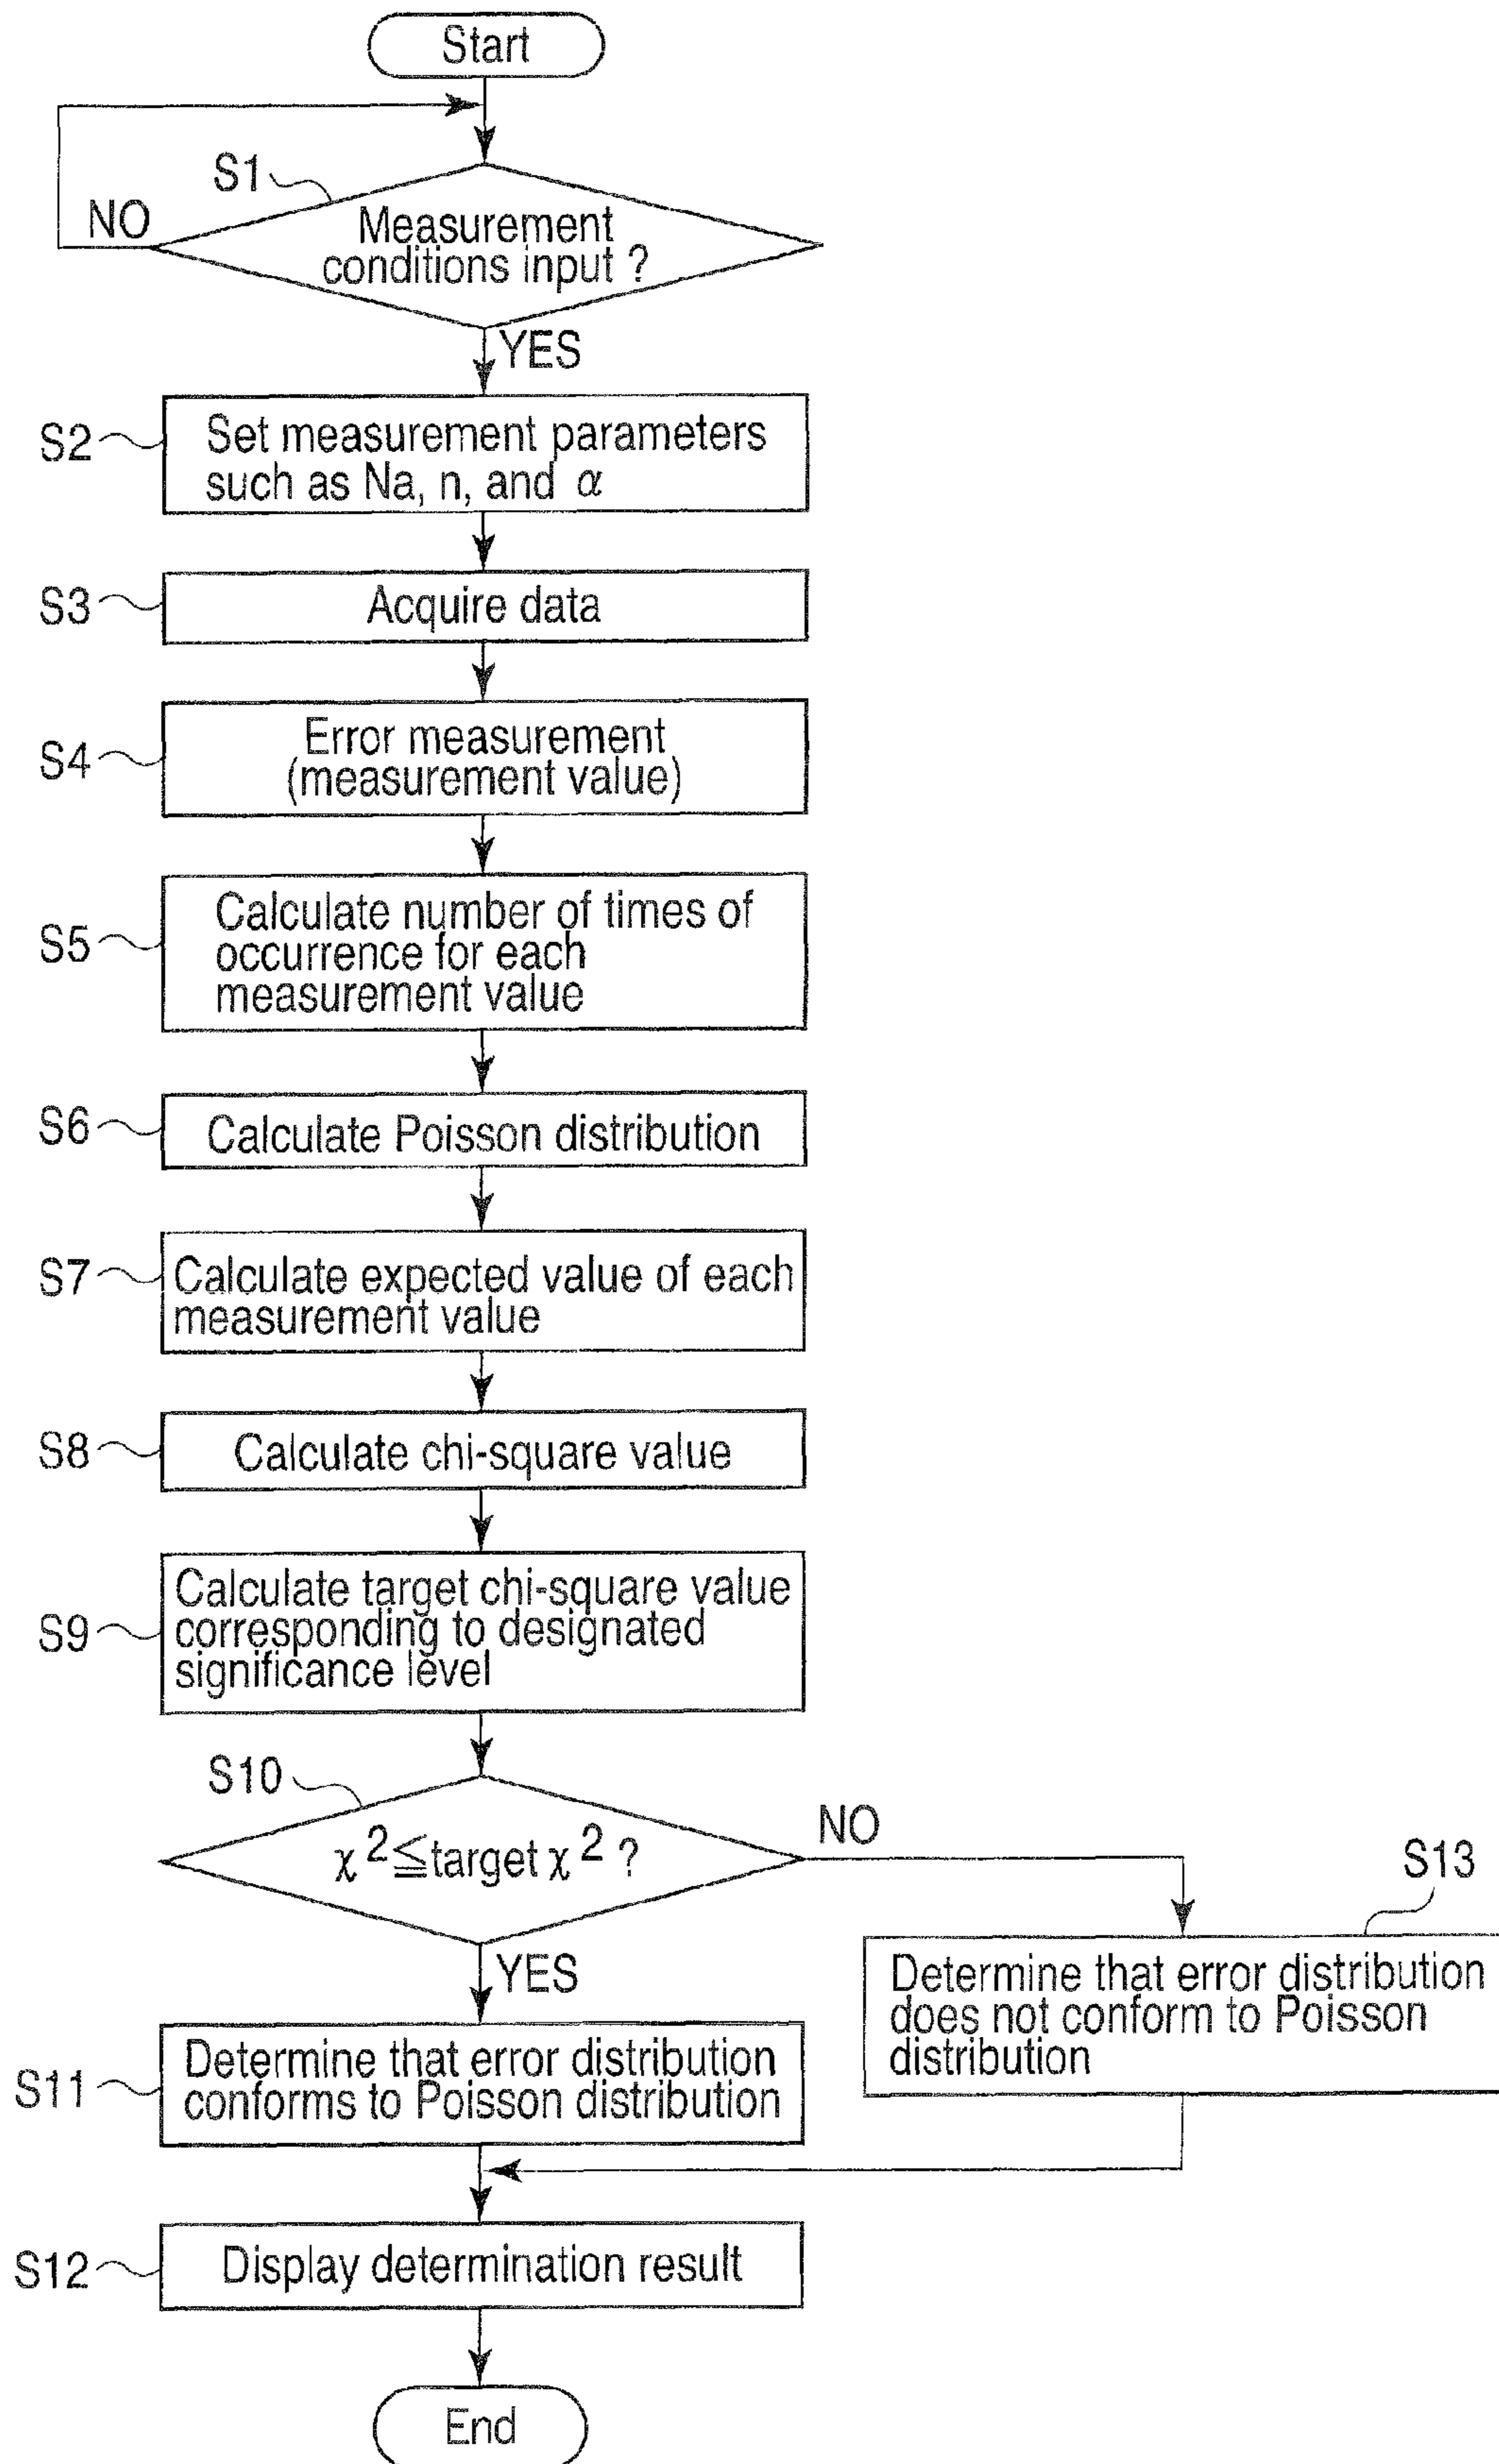 Start
S1
NO
Measurement
conditions input ?
YES
S2
Set measurement parameters
such as Na, n, and α
S3
Acquire data
S4
Error measurement
(measurement value)
S5
Calculate number of times of
occurrence for each
measurement value
S6
Calculate Poisson distribution
S7
Calculate expected value of each
measurement value
S8
Calculate chi-square value
S9
Calculate target chi-square value
corresponding to designated
significance level
S10
χ²≦target χ² ?
NO
S13
YES
Determine that error distribution
does not conform to Poisson
distribution
S11
Determine that error distribution
conforms to Poisson distribution
S12
Display determination result
End